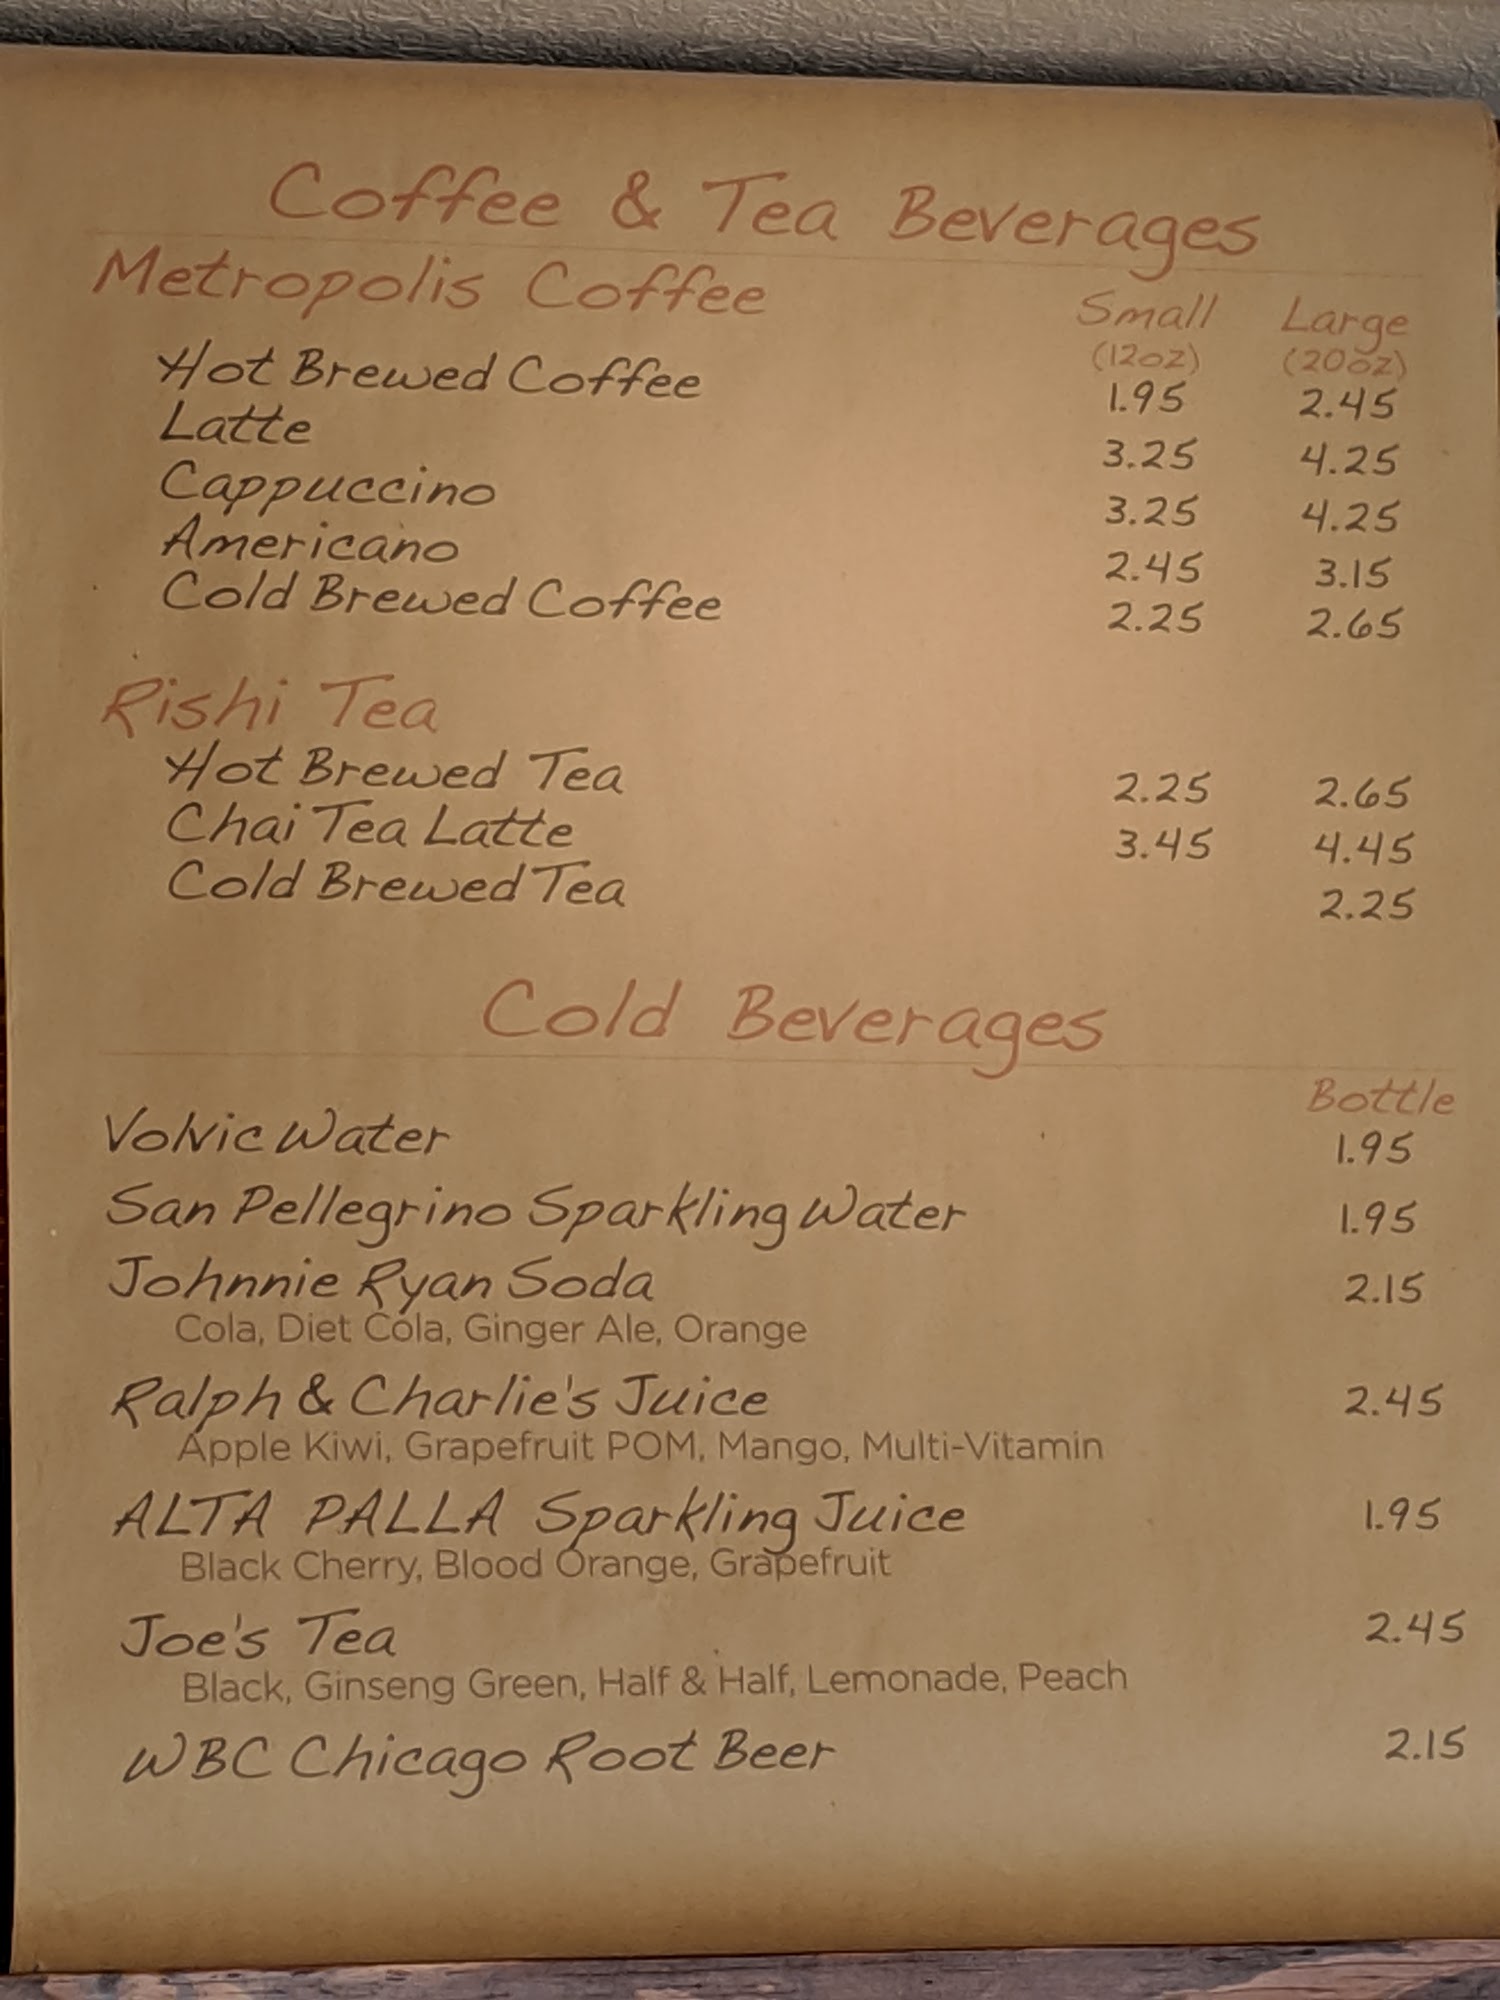 Coffee & Tea Beverages
Metropolis Coffee Small Large
(12oz) (20oz)
Hot Brewed Coffee 1.95 2.45
Latte 3.25 4.25
Cappuccino 3.25 4.25
Americano 2.45 3.15
Cold Brewed Coffee 2.25 2.65
Rishi Tea
Hot Brewed Tea 2.25 2.65
Chai Tea Latte 3.45 4.45
Cold Brewed Tea 2.25
Cold Beverages
Bottle
Volvic Water 1.95
San Pellegrino Sparkling Water 1.95
Johnnie Ryan Soda 2.15
Cola, Diet Cola, Ginger Ale, Orange
Ralph & Charlie's Juice 2.45
Apple Kiwi, Grapefruit POM, Mango, Multi-Vitamin
ALTA PALLA Sparkling Juice 1.95
Black Cherry, Blood Orange, Grapefruit
Joe's Tea 2.45
Black, Ginseng Green, Half & Half, Lemonade, Peach
WBC Chicago Root Beer 2.15